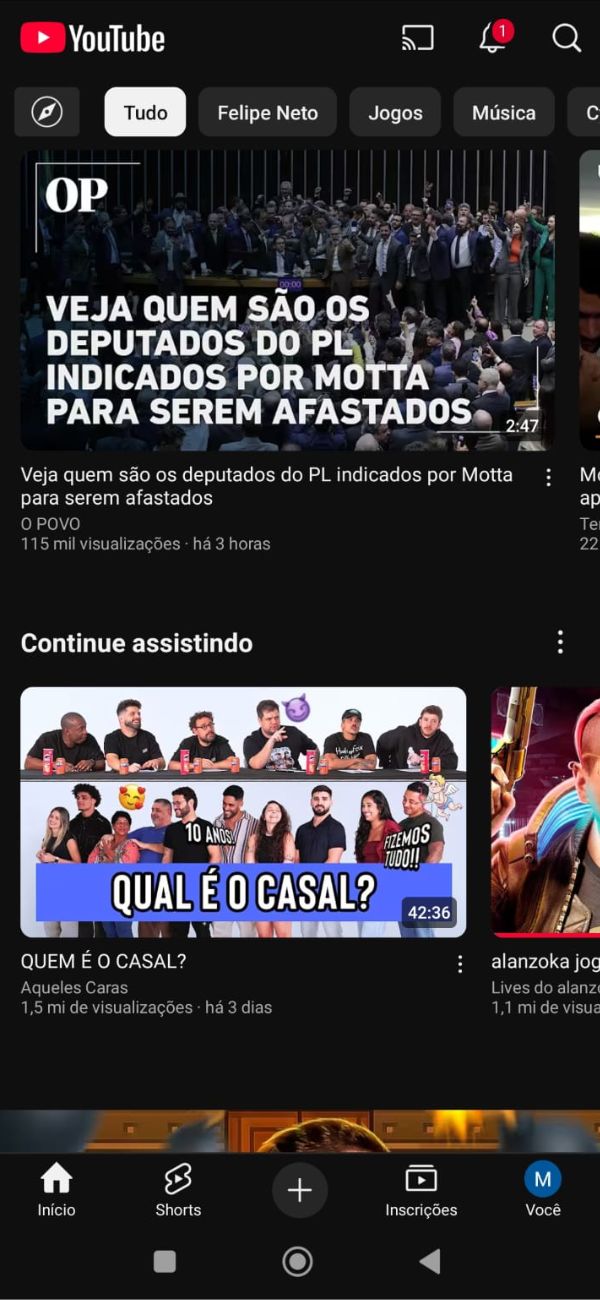 YouTube
1
Tudo
Felipe Neto
Jogos
Música
C
OP
00:00
VEJA QUEM SÃO OS
DEPUTADOS DO PL
INDICADOS POR MOTTA
PARA SEREM AFASTADOS
2:47
Veja quem são os deputados do PL indicados por Motta
para serem afastados
O POVO
115 mil visualizações · há 3 horas
Mo
ap
Te
22
Continue assistindo
10 ANOS!
FIZEMOS
TUDO!!
QUAL É O CASAL?
42:36
QUEM É O CASAL?
Aqueles Caras
1,5 mi de visualizações · há 3 dias
alanzoka jog
Lives do alanzo
1,1 mi de visua
Início
Shorts
Inscrições
M
Você